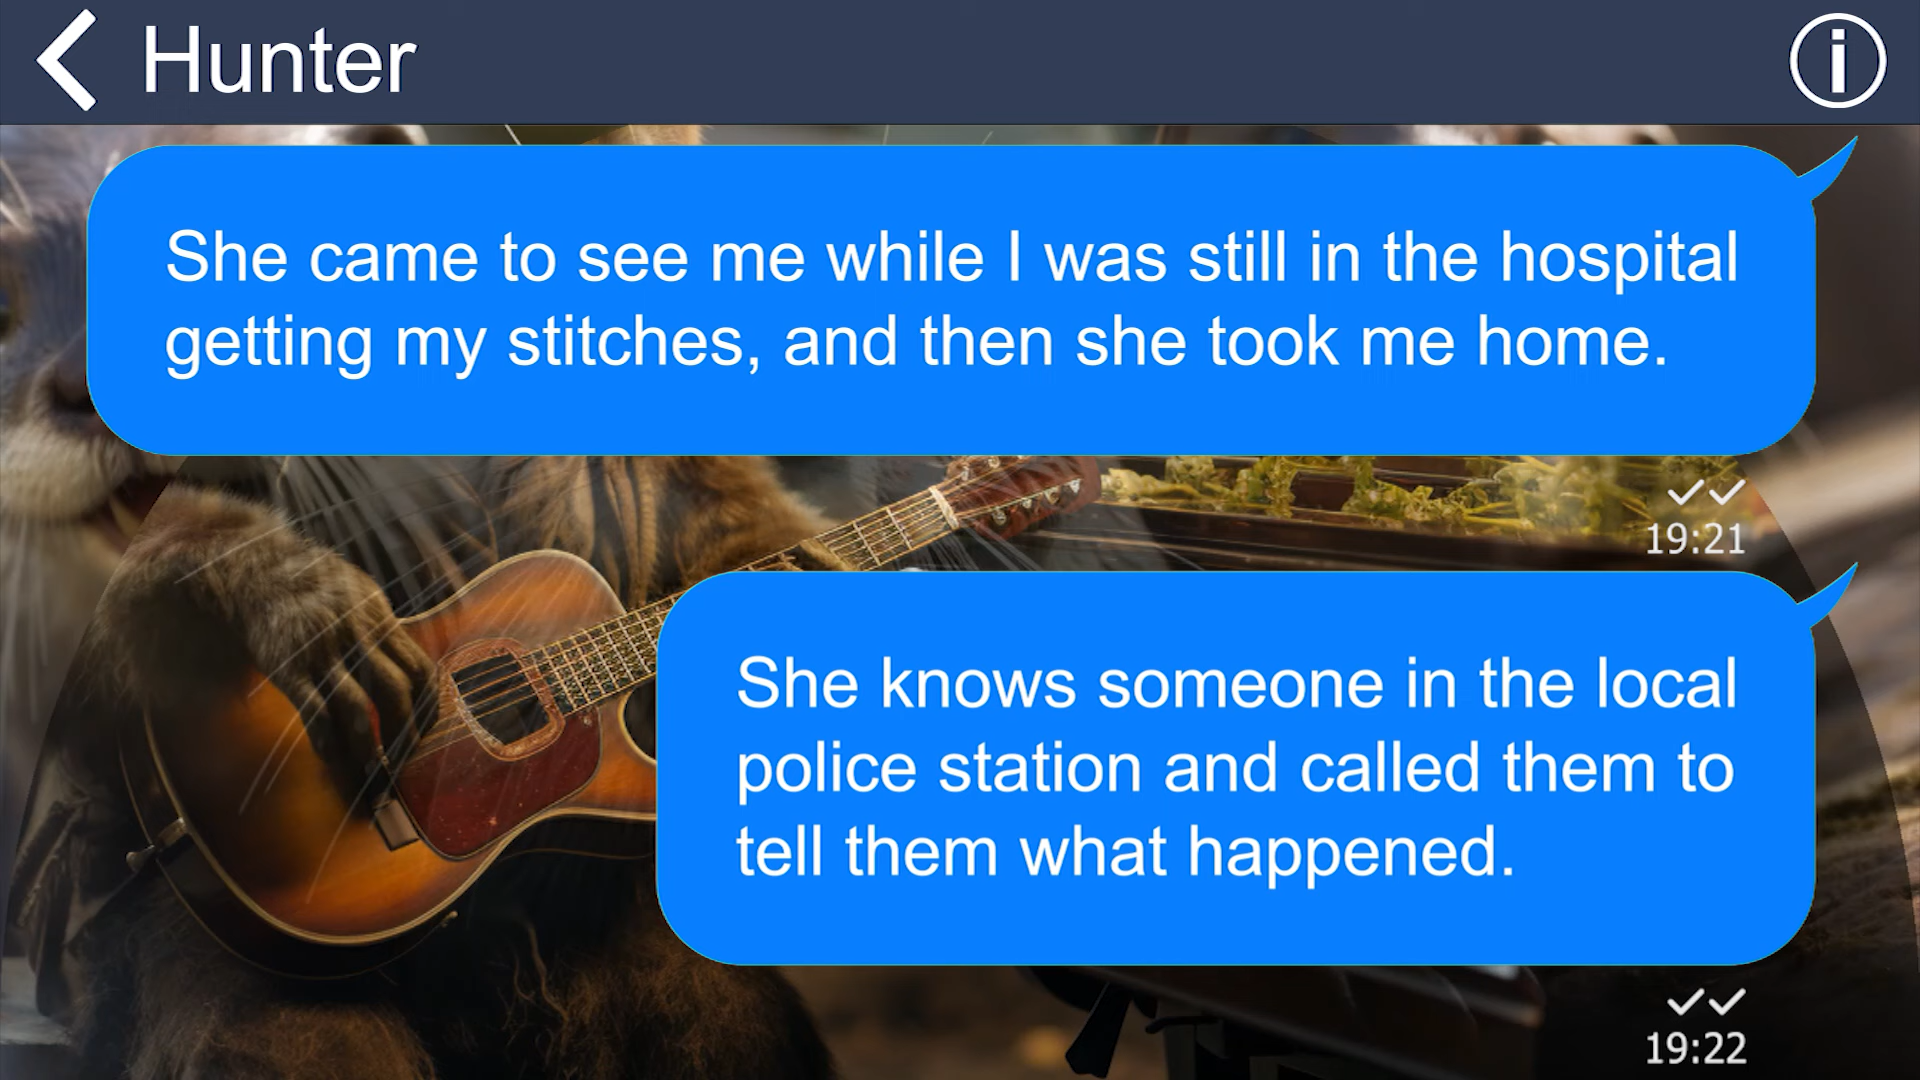 Hunter
She came to see me while I was still in the hospital
getting my stitches, and then she took me home.
19:21
She knows someone in the local
police station and called them to
tell them what happened.
19:22